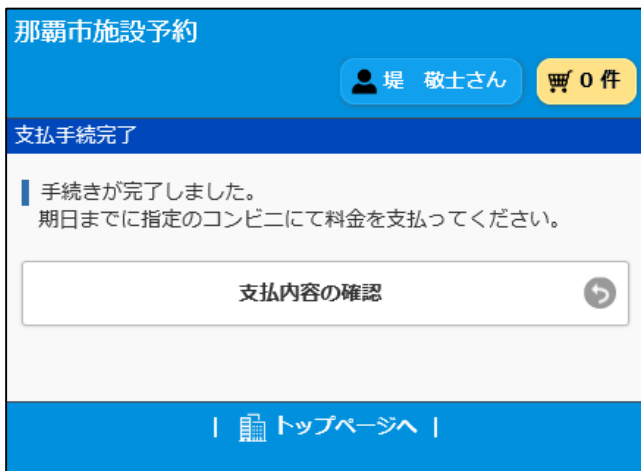 那覇市施設予約
堤 敬士さん
0 件
支払手続完了
手続きが完了しました。
期日までに指定のコンビニにて料金を支払ってください。
支払内容の確認
| トップページへ |